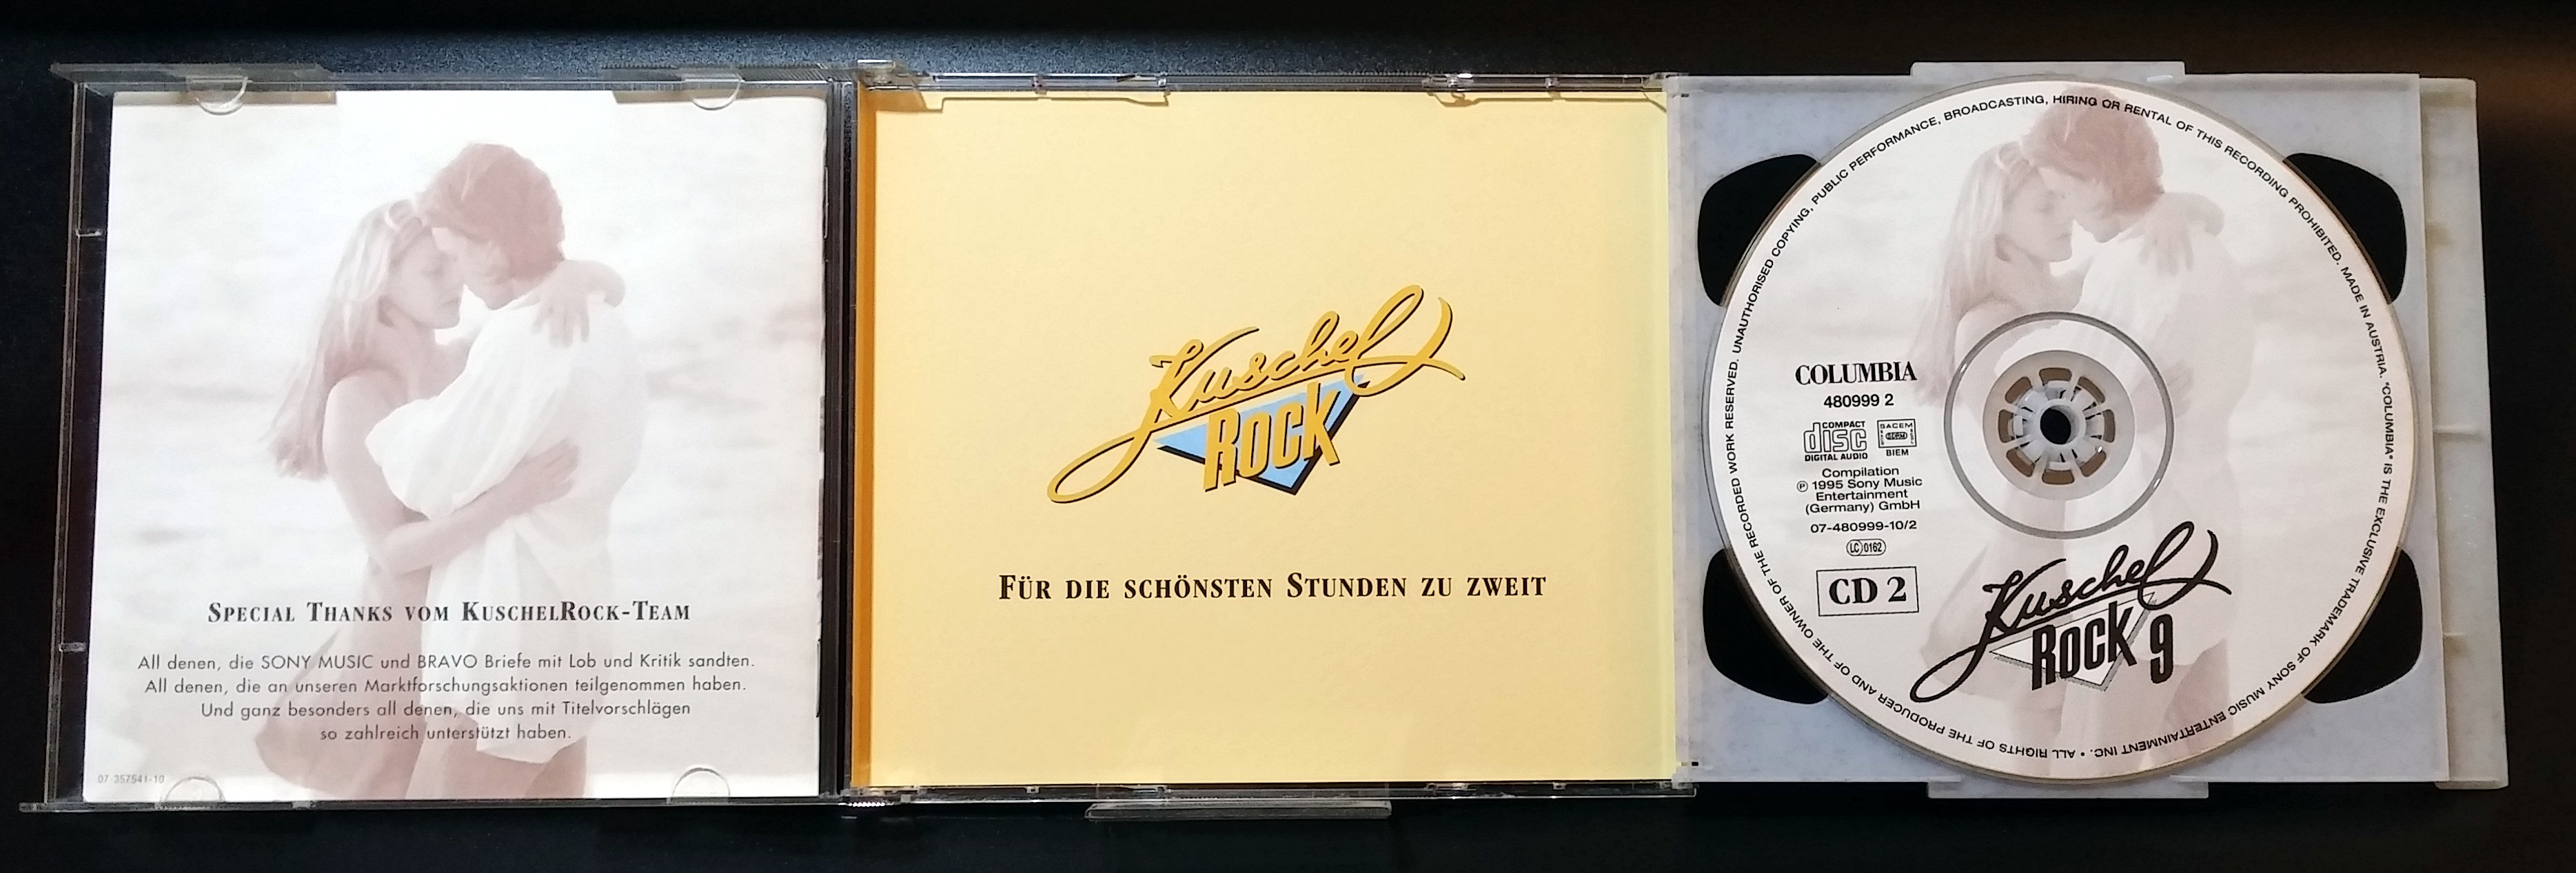 SPECIAL THANKS VOM KUSCHELROCK-TEAM
All denen, die SONY MUSIC und BRAVO Briefe mit Lob und Kritik sandten.
All denen, die an unseren Marktforschungsaktionen teilgenommen haben.
Und ganz besonders all denen, die uns mit Titelvorschlägen
so zahlreich unterstützt haben.
07-357541-10
Kuschel
ROCK
FÜR DIE SCHÖNSTEN STUNDEN ZU ZWEIT
• ALL RIGHTS OF THE PRODUCER AND OF THE OWNER OF THE RECORDED WORK RESERVED. UNAUTHORISED COPYING, PUBLIC PERFORMANCE, BROADCASTING, HIRING OR RENTAL OF THIS RECORDING PROHIBITED. MADE IN AUSTRIA. "COLUMBIA" IS THE EXCLUSIVE TRADEMARK OF SONY MUSIC ENTERTAINMENT INC.
COLUMBIA
480999 2
COMPACT
disc
DIGITAL AUDIO
SACEM
BIEM
Compilation
℗ 1995 Sony Music
Entertainment
(Germany) GmbH
07-480999-10/2
LC 0162
CD 2
Kuschel
ROCK 9